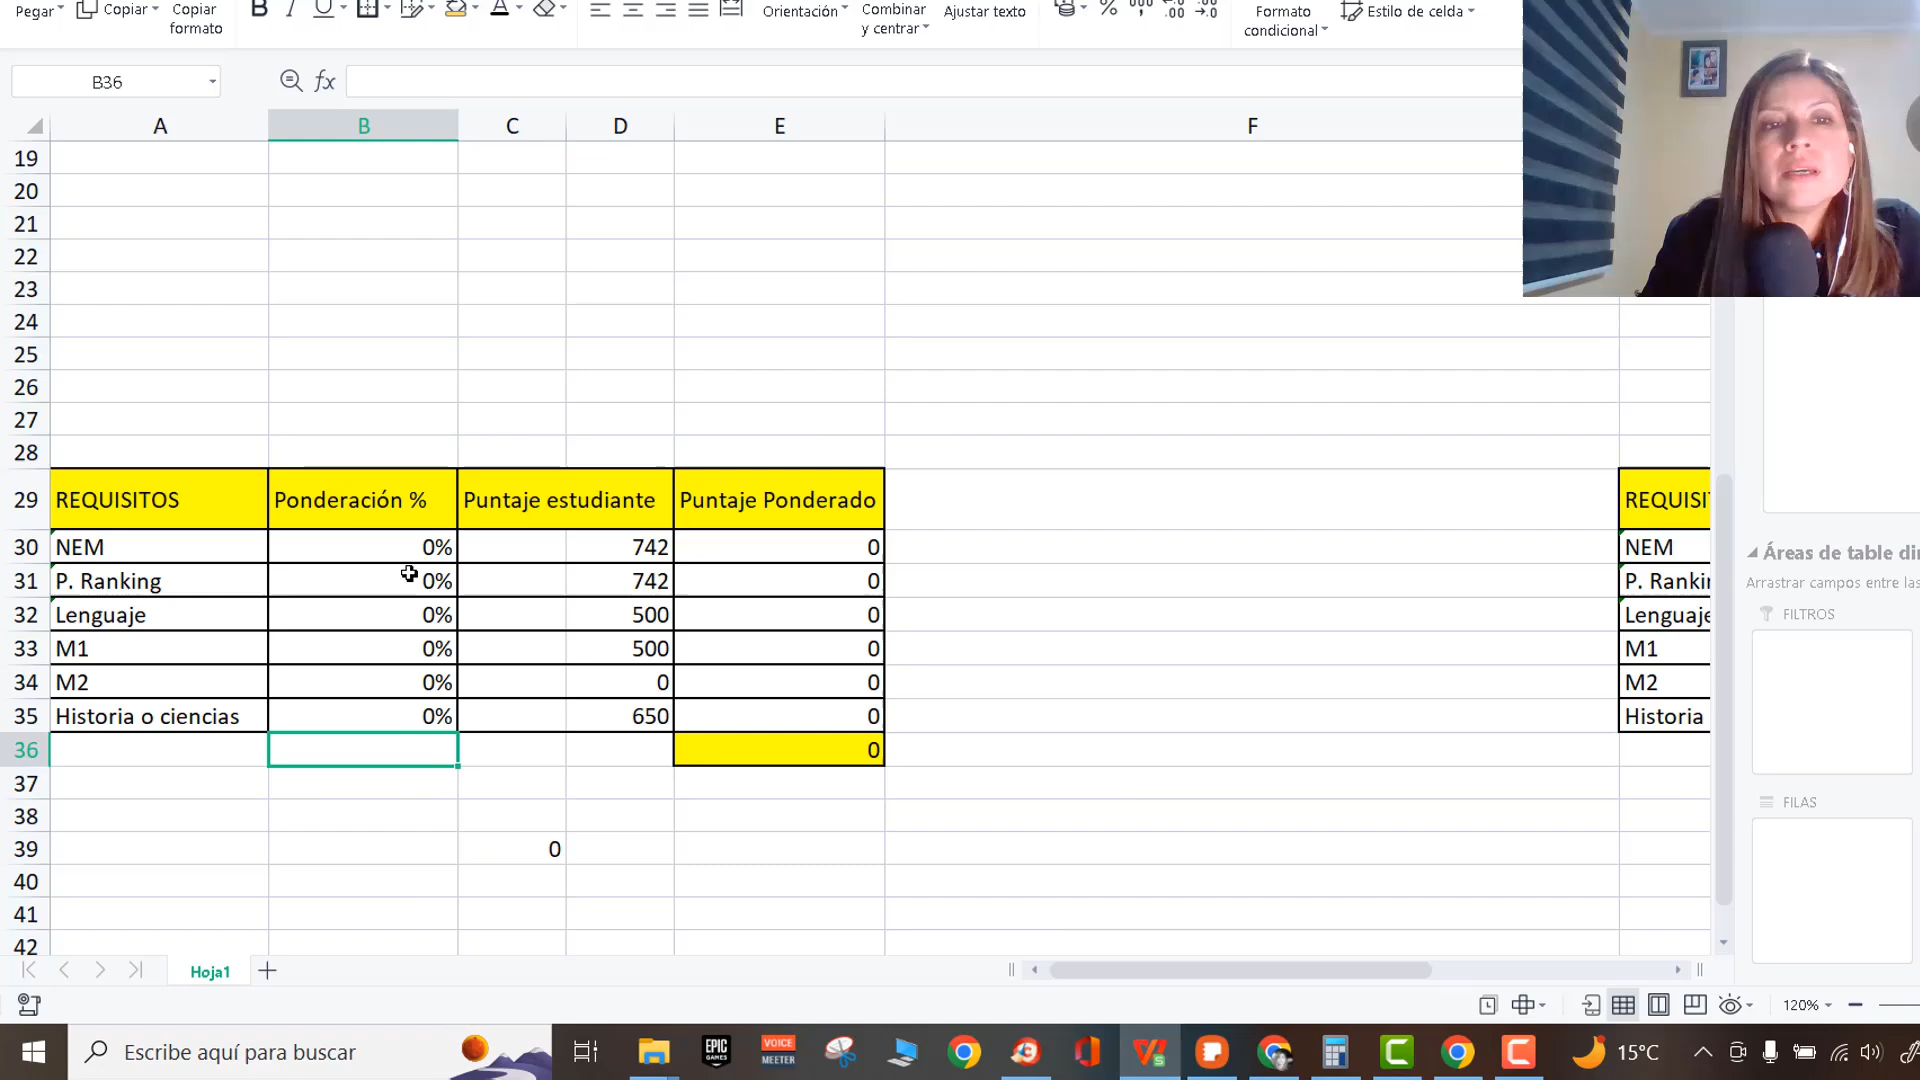 Pegar Copiar Copiar formato B I U A Orientación Combinar y centrar Ajustar texto % Formato condicional Estilo de celda
B36 fx
A B C D E F
19
20
21
22
23
24
25
26
27
28
29 REQUISITOS Ponderación % Puntaje estudiante Puntaje Ponderado REQUISI
30 NEM 0% 742 0 NEM
31 P. Ranking 0% 742 0 P. Rankin
32 Lenguaje 0% 500 0 Lenguaje
33 M1 0% 500 0 M1
34 M2 0% 0 0 M2
35 Historia o ciencias 0% 650 0 Historia
36 0
37
38
39 0
40
41
42
Áreas de table di
Arrastrar campos entre las
FILTROS
FILAS
Hoja1
120%
Escribe aquí para buscar EPIC GAMES VOICE MEETER 15°C